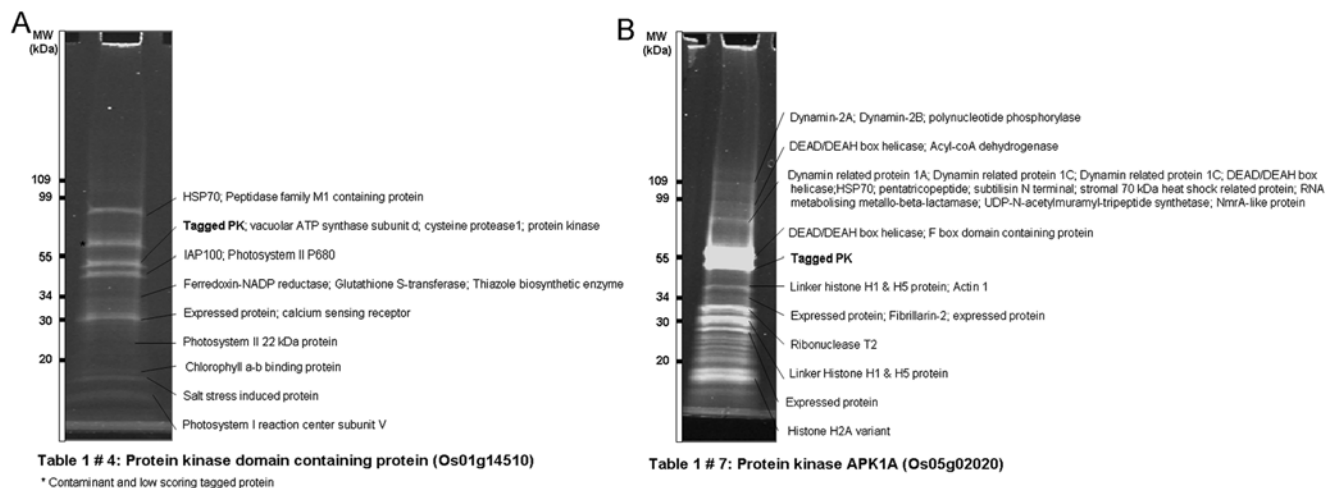 A
MW
(kDa)
109
99
55
34
30
20
HSP70; Peptidase family M1 containing protein
Tagged PK; vacuolar ATP synthase subunit d; cysteine protease1; protein kinase
IAP100; Photosystem II P680
Ferredoxin-NADP reductase; Glutathione S-transferase; Thiazole biosynthetic enzyme
Expressed protein; calcium sensing receptor
Photosystem II 22 kDa protein
Chlorophyll a-b binding protein
Salt stress induced protein
Photosystem I reaction center subunit V
*
Table 1 # 4: Protein kinase domain containing protein (Os01g14510)
* Contaminant and low scoring tagged protein
B
MW
(kDa)
109
99
55
34
30
20
Dynamin-2A; Dynamin-2B; polynucleotide phosphorylase
DEAD/DEAH box helicase; Acyl-coA dehydrogenase
Dynamin related protein 1A; Dynamin related protein 1C; Dynamin related protein 1C; DEAD/DEAH box
helicase;HSP70; pentatricopeptide; subtilisin N terminal; stromal 70 kDa heat shock related protein; RNA
metabolising metallo-beta-lactamase; UDP-N-acetylmuramyl-tripeptide synthetase; NmrA-like protein
DEAD/DEAH box helicase; F box domain containing protein
Tagged PK
Linker histone H1 & H5 protein; Actin 1
Expressed protein; Fibrillarin-2; expressed protein
Ribonuclease T2
Linker Histone H1 & H5 protein
Expressed protein
Histone H2A variant
Table 1 # 7: Protein kinase APK1A (Os05g02020)